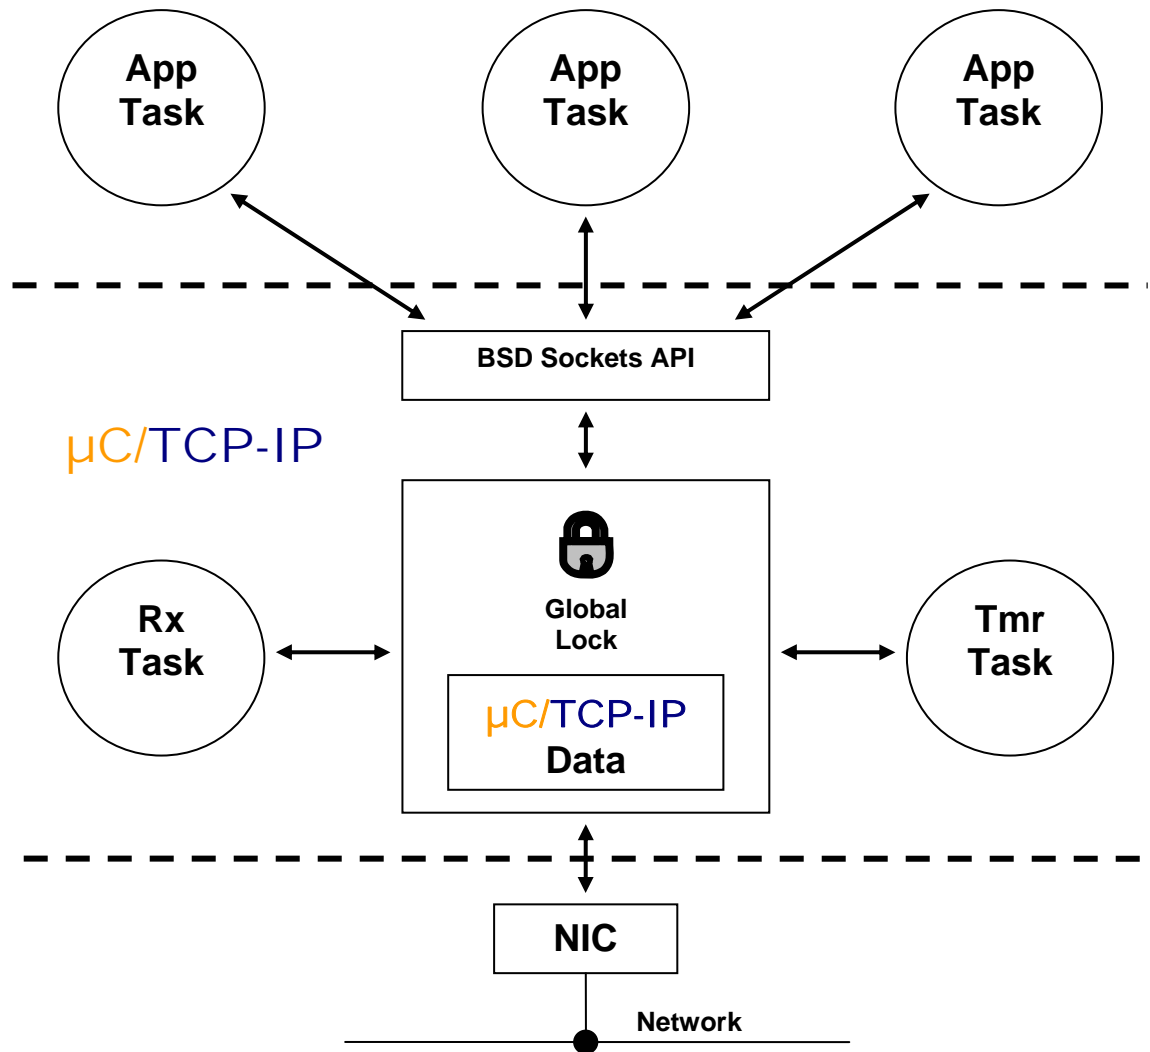 App
Task
App
Task
App
Task
BSD Sockets API
µC/TCP-IP
Global
Lock
Rx
Task
Tmr
Task
µC/TCP-IP
Data
NIC
Network